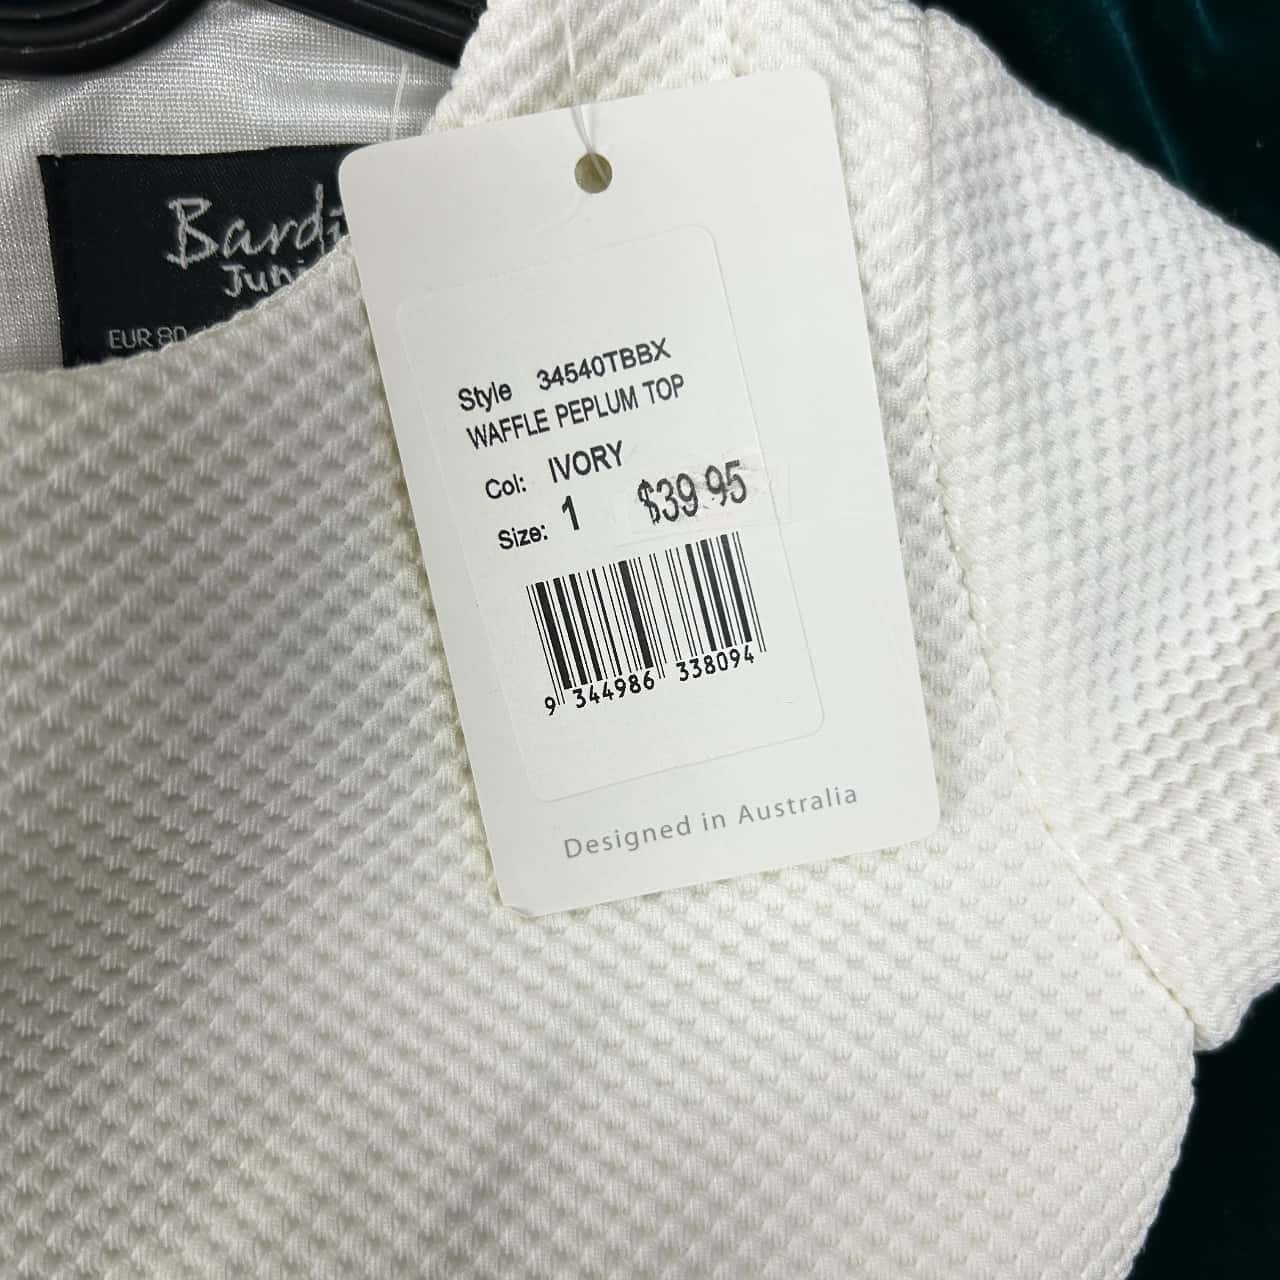 Bardi
Juni
EUR 80
Style 34540TBBX
WAFFLE PEPLUM TOP
Col: IVORY
Size: 1 $39.95
9 344986 338094
Designed in Australia